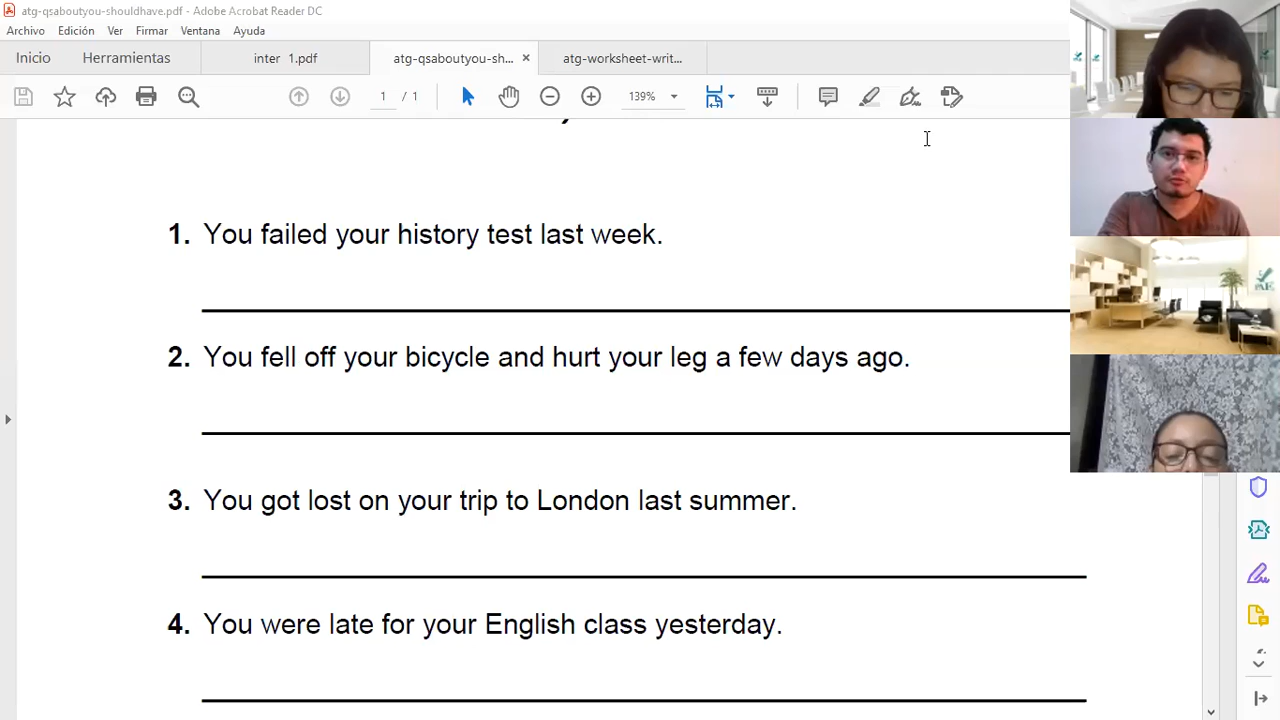 atg-qsaboutyou-shouldhave.pdf - Adobe Acrobat Reader DC
Archivo Edición Ver Firmar Ventana Ayuda
Inicio Herramientas inter 1.pdf atg-qsaboutyou-sh... × atg-worksheet-writ...
1 / 1 139%
1. You failed your history test last week.
2. You fell off your bicycle and hurt your leg a few days ago.
3. You got lost on your trip to London last summer.
4. You were late for your English class yesterday.